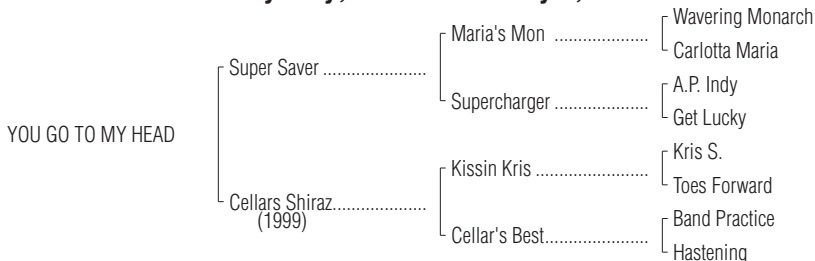 Wavering Monarch
Maria's Mon ....................
Carlotta Maria
Super Saver ......................
A.P. Indy
Supercharger ....................
Get Lucky
YOU GO TO MY HEAD
Kris S.
Kissin Kris ........................
Toes Forward
Cellars Shiraz....................
(1999)
Band Practice
Cellar's Best......................
Hastening